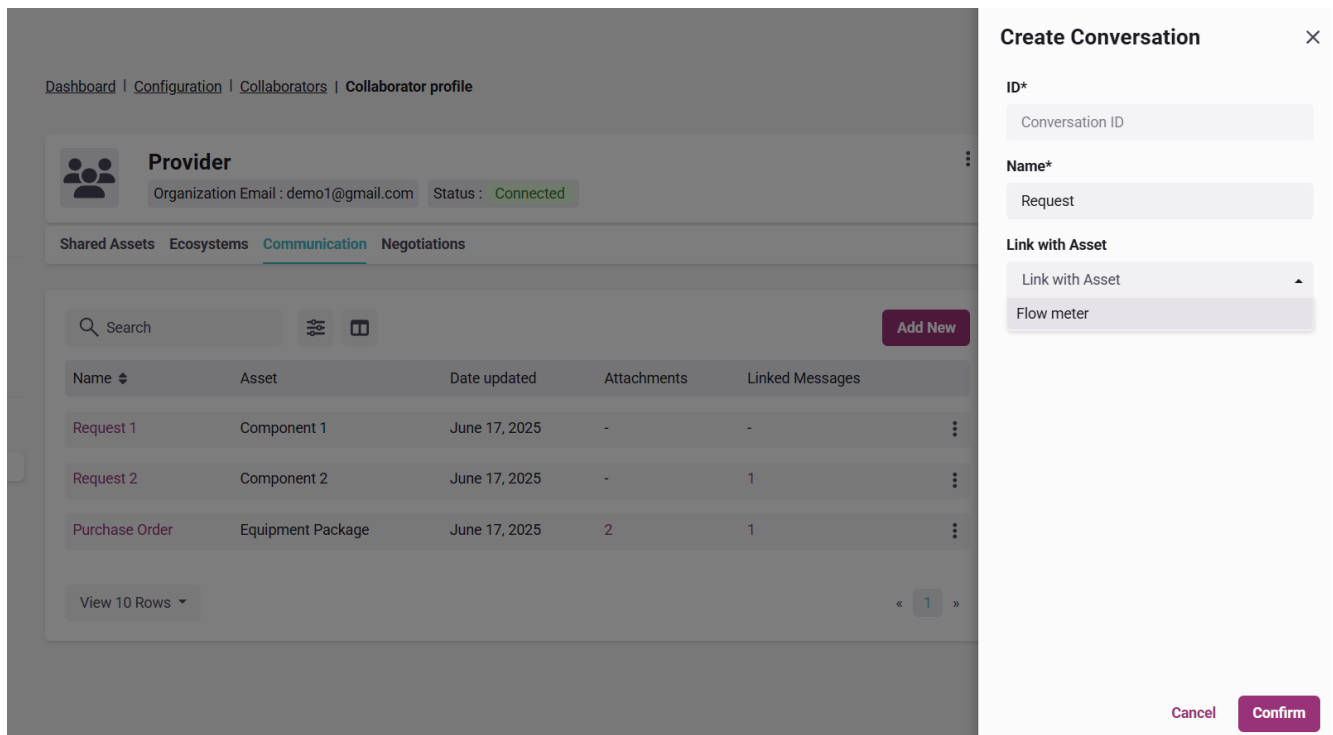 Dashboard | Configuration | Collaborators | Collaborator profile
Provider
Organization Email : demo1@gmail.com Status : Connected
Shared Assets Ecosystems Communication Negotiations
Search Add New
Name Asset Date updated Attachments Linked Messages
Request 1 Component 1 June 17, 2025 - -
Request 2 Component 2 June 17, 2025 - 1
Purchase Order Equipment Package June 17, 2025 2 1
View 10 Rows « 1 »
Create Conversation
ID*
Conversation ID
Name*
Request
Link with Asset
Link with Asset
Flow meter
Cancel Confirm